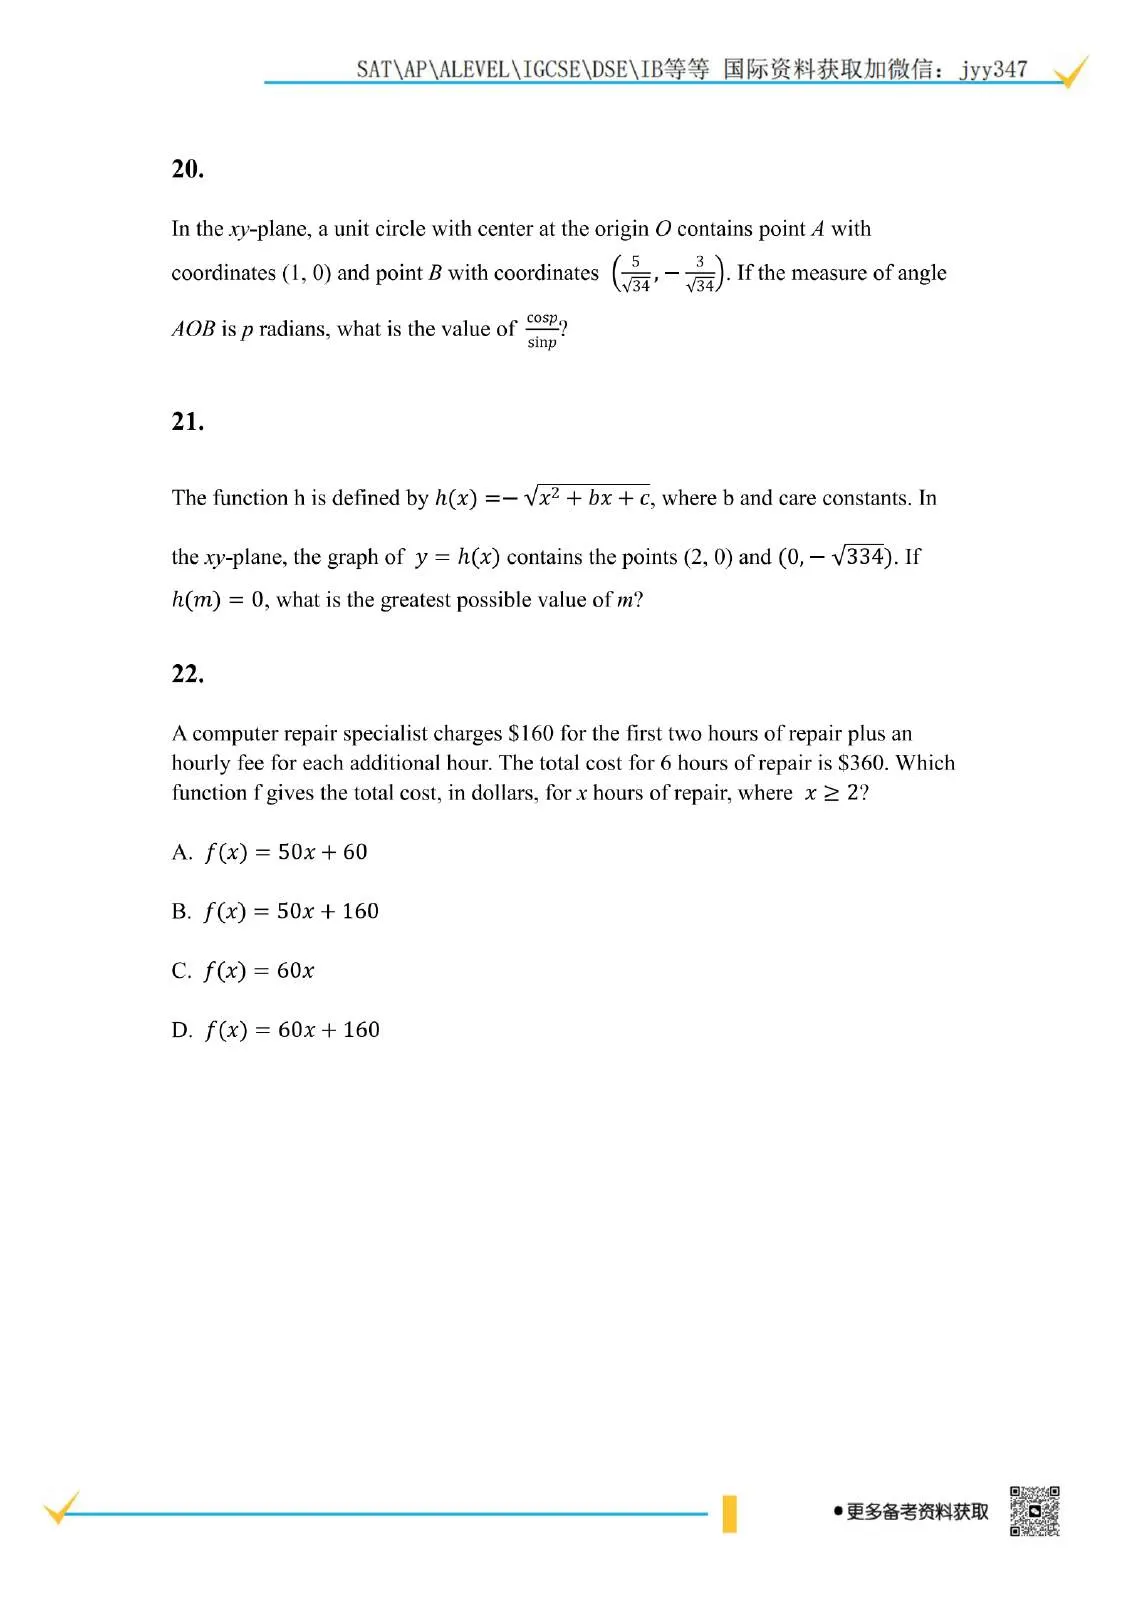 SAT\AP\ALEVEL\IGCSE\DSE\IB等等 国际资料获取加微信：jyy347
20.
In the xy-plane, a unit circle with center at the origin O contains point A with
coordinates (1, 0) and point B with coordinates (5/√34, −3/√34). If the measure of angle
AOB is p radians, what is the value of cosp/sinp?
21.
The function h is defined by h(x) =− √(x² + bx + c), where b and care constants. In
the xy-plane, the graph of y = h(x) contains the points (2, 0) and (0, − √334). If
h(m) = 0, what is the greatest possible value of m?
22.
A computer repair specialist charges $160 for the first two hours of repair plus an
hourly fee for each additional hour. The total cost for 6 hours of repair is $360. Which
function f gives the total cost, in dollars, for x hours of repair, where x ≥ 2?
A. f(x) = 50x + 60
B. f(x) = 50x + 160
C. f(x) = 60x
D. f(x) = 60x + 160
•更多备考资料获取